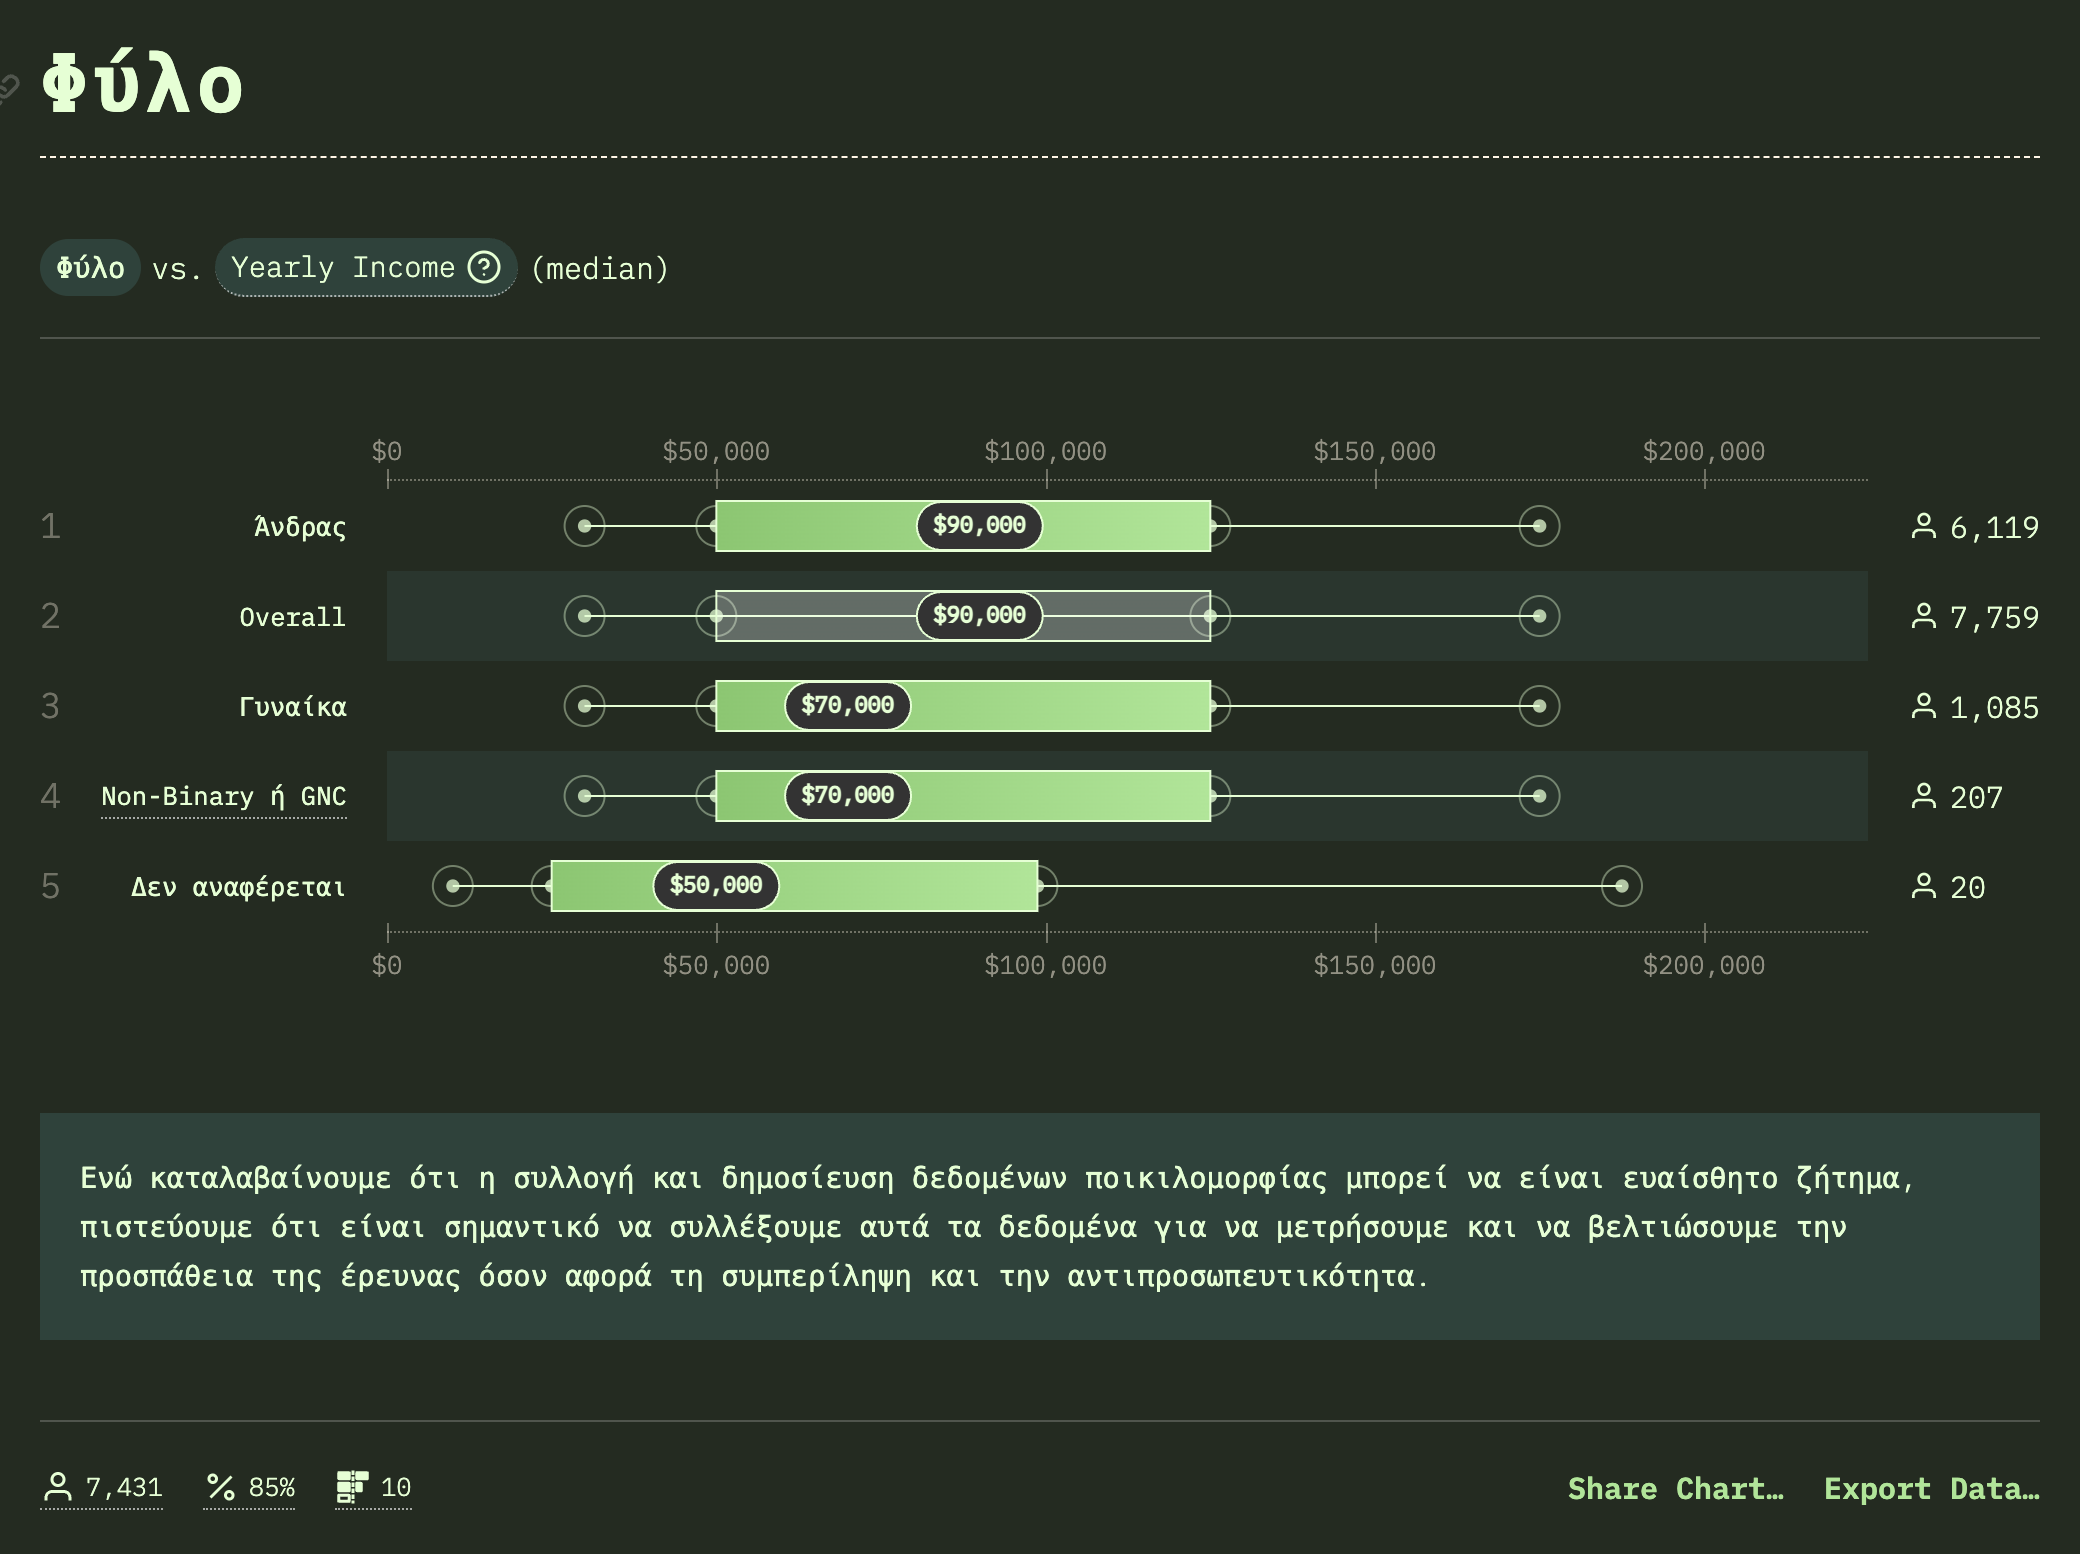 Φύλο
Φύλο vs. Yearly Income (median)
$0 $50,000 $100,000 $150,000 $200,000
1 Άνδρας $90,000 6,119
2 Overall $90,000 7,759
3 Γυναίκα $70,000 1,085
4 Non-Binary ή GNC $70,000 207
5 Δεν αναφέρεται $50,000 20
$0 $50,000 $100,000 $150,000 $200,000
Ενώ καταλαβαίνουμε ότι η συλλογή και δημοσίευση δεδομένων ποικιλομορφίας μπορεί να είναι ευαίσθητο ζήτημα,
πιστεύουμε ότι είναι σημαντικό να συλλέξουμε αυτά τα δεδομένα για να μετρήσουμε και να βελτιώσουμε την
προσπάθεια της έρευνας όσον αφορά τη συμπερίληψη και την αντιπροσωπευτικότητα.
7,431 85% 10 Share Chart… Export Data…